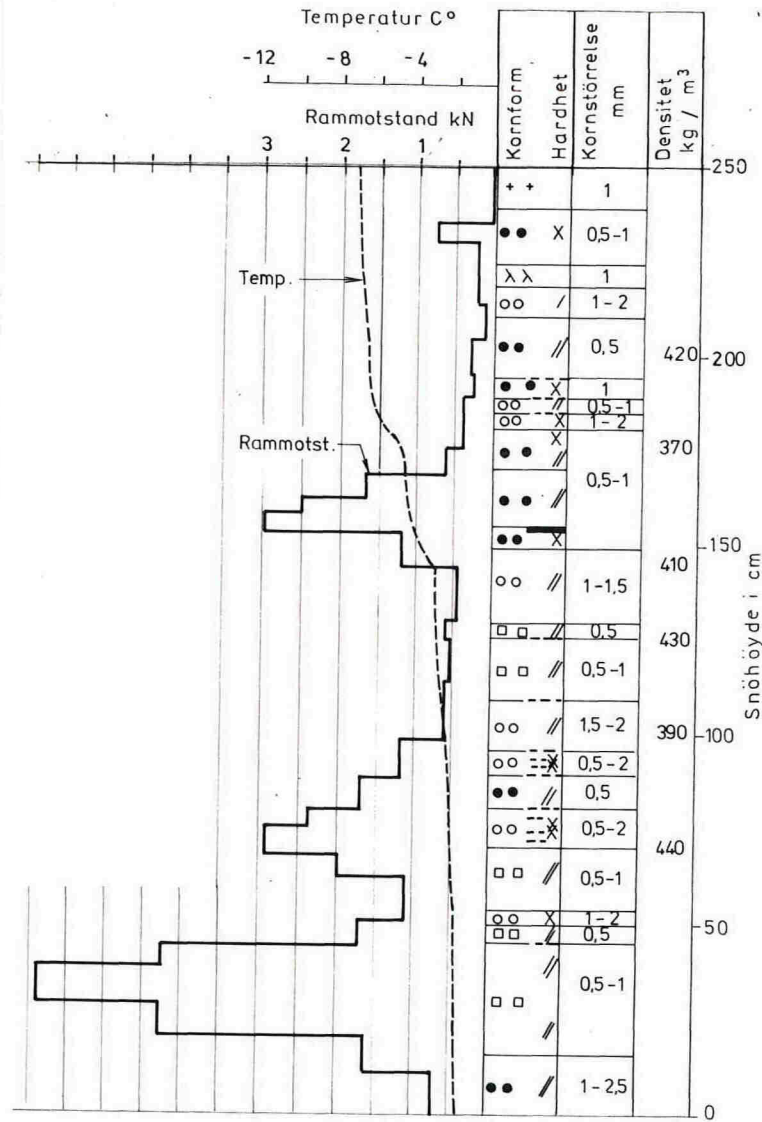 Temperatur C°
-12 -8 -4
Rammotstand kN
3 2 1
Kornform
Hardhet
Kornstörrelse mm
Densitet kg / m³
250
+ + 1
X 0,5-1
λ λ 1
1-2
Temp.
0,5
420
200
X 1
0,5-1
X 1-2
X
370
Rammotst.
0,5-1
X
150
410
1-1,5
0,5
430
0,5-1
Snöhöyde i cm
1,5-2
390
100
0,5-2
0,5
0,5-2
440
0,5-1
X 1-2
50
0,5
0,5-1
1-2,5
0